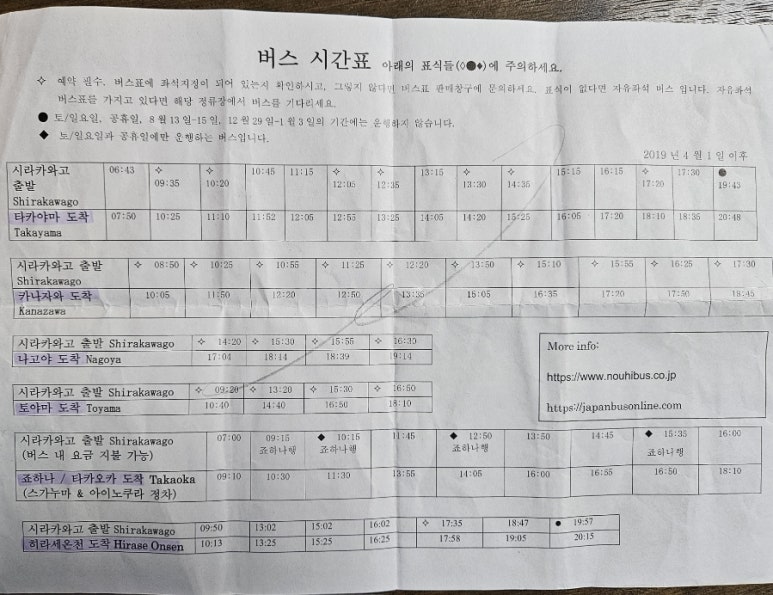 버스 시간표 아래의 표식들(◇●◆)에 주의하세요.
✧ 예약 필수. 버스표에 좌석지정이 되어 있는지 확인하시고, 그렇지 않다면 버스표 판매창구에 문의하세요. 표식이 없다면 자유좌석 버스 입니다. 자유좌석
버스표를 가지고 있다면 해당 정류장에서 버스를 기다리세요.
● 토/일요일, 공휴일, 8월 13일-15일, 12월 29일-1월 3일의 기간에는 운행하지 않습니다.
◆ 토/일요일과 공휴일에만 운행하는 버스입니다.
2019년 4월 1일 이후
시라카와고 출발 Shirakawago 06:43 ✧ 09:35 ✧ 10:20 10:45 11:15 ✧ 12:05 ✧ 12:35 13:15 ✧ 13:30 ✧ 14:35 15:15 16:15 ✧ 17:20 17:30 ● 19:43
타카야마 도착 Takayama 07:50 10:25 11:10 11:52 12:05 12:55 13:25 14:05 14:20 15:25 16:05 17:20 18:10 18:35 20:48
시라카와고 출발 Shirakawago ✧ 08:50 ✧ 10:25 ✧ 10:55 ✧ 11:25 ✧ 12:20 ✧ 13:50 ✧ 15:10 ✧ 15:55 ✧ 16:25 ✧ 17:30
카나자와 도착 Kanazawa 10:05 11:50 12:20 12:50 13:35 15:05 16:35 17:20 17:50 18:45
시라카와고 출발 Shirakawago ✧ 14:20 ✧ 15:30 ✧ 15:55 ✧ 16:30
나고야 도착 Nagoya 17:04 18:14 18:39 19:14
More info:
https://www.nouhibus.co.jp
https://japanbusonline.com
시라카와고 출발 Shirakawago ✧ 09:20 ✧ 13:20 ✧ 15:30 ✧ 16:50
토야마 도착 Toyama 10:40 14:40 16:50 18:10
시라카와고 출발 Shirakawago 07:00 09:15 ◆ 10:15 11:45 ◆ 12:50 13:50 14:45 ◆ 15:35 16:00
(버스 내 요금 지불 가능) 죠하나행 죠하나행 죠하나행 죠하나행
죠하나 / 타카오카 도착 Takaoka 09:10 10:30 11:30 13:55 14:05 16:00 16:55 16:50 18:10
(스가누마 & 아이노쿠라 정차)
시라카와고 출발 Shirakawago 09:50 13:02 15:02 16:02 ✧ 17:35 18:47 ● 19:57
히라세온천 도착 Hirase Onsen 10:13 13:25 15:25 16:25 17:58 19:05 20:15